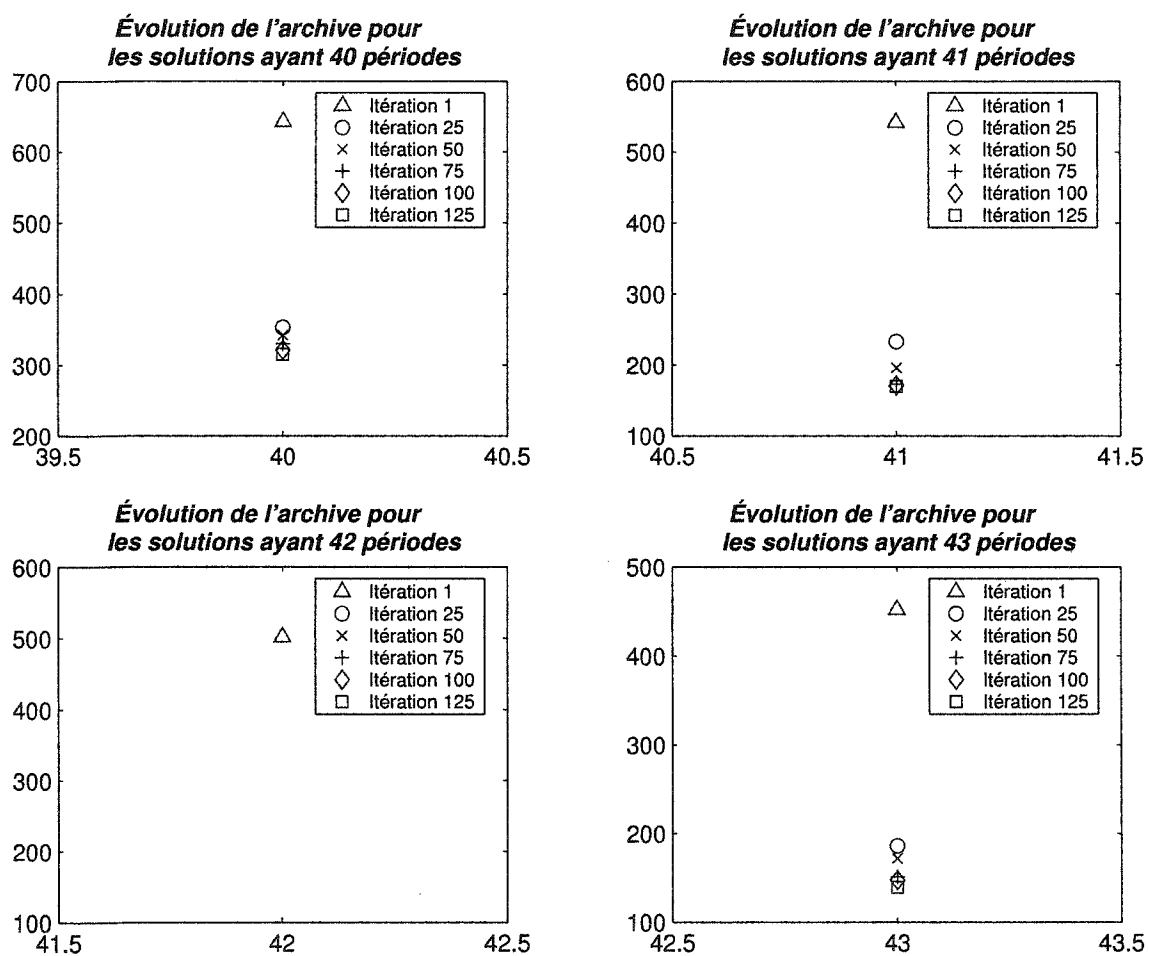 Évolution de l'archive pour
les solutions ayant 40 périodes
700
600
500
400
300
200
39.5
40
40.5
Itération 1
Itération 25
Itération 50
Itération 75
Itération 100
Itération 125
Évolution de l'archive pour
les solutions ayant 41 périodes
600
500
400
300
200
100
40.5
41
41.5
Itération 1
Itération 25
Itération 50
Itération 75
Itération 100
Itération 125
Évolution de l'archive pour
les solutions ayant 42 périodes
600
500
400
300
200
100
41.5
42
42.5
Itération 1
Itération 25
Itération 50
Itération 75
Itération 100
Itération 125
Évolution de l'archive pour
les solutions ayant 43 périodes
500
400
300
200
100
42.5
43
43.5
Itération 1
Itération 25
Itération 50
Itération 75
Itération 100
Itération 125